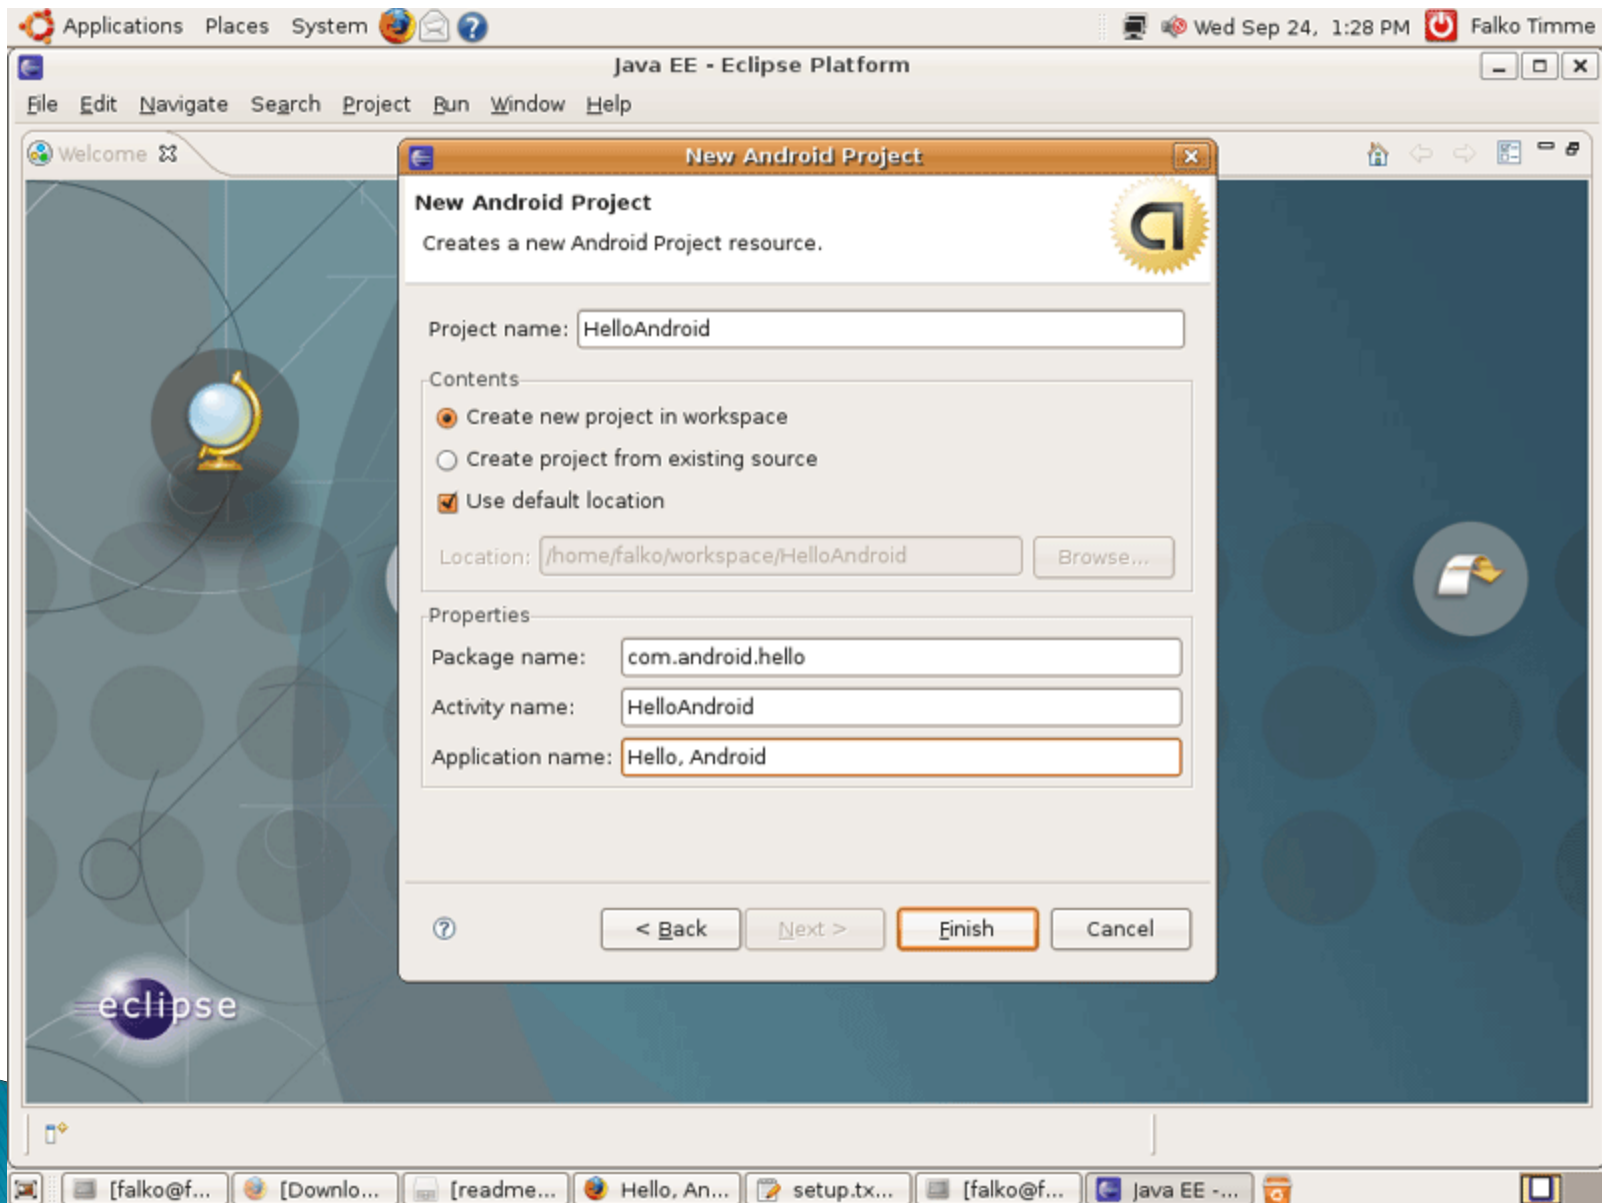 Applications Places System Wed Sep 24, 1:28 PM Falko Timme
Java EE - Eclipse Platform
File Edit Navigate Search Project Run Window Help
Welcome
New Android Project
New Android Project
Creates a new Android Project resource.
Project name: HelloAndroid
Contents
Create new project in workspace
Create project from existing source
Use default location
Location: /home/falko/workspace/HelloAndroid Browse...
Properties
Package name: com.android.hello
Activity name: HelloAndroid
Application name: Hello, Android
< Back Next > Finish Cancel
eclipse
[falko@f... [Downlo... [readme... Hello, An... setup.tx... [falko@f... Java EE -...